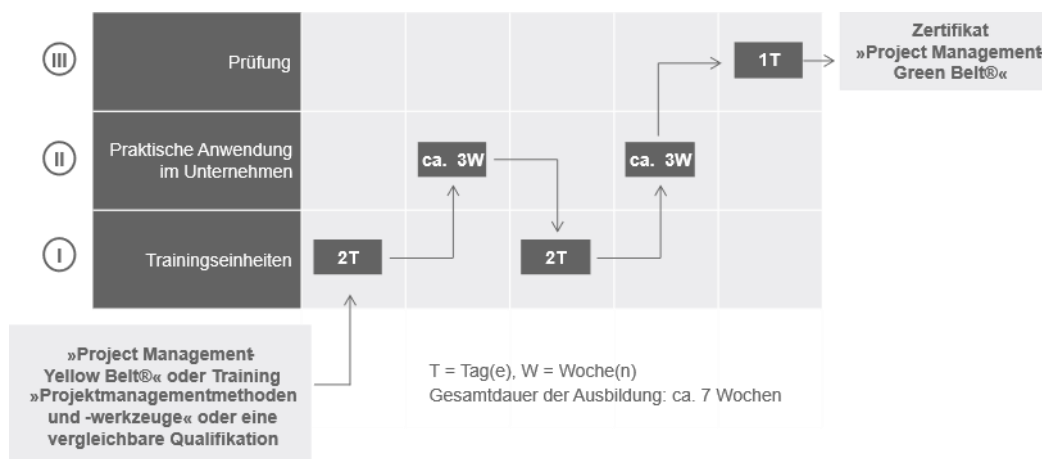 III
Prüfung
1T
Zertifikat
»Project Management-
Green Belt®«
II
Praktische Anwendung
im Unternehmen
ca. 3W
ca. 3W
I
Trainingseinheiten
2T
2T
»Project Management-
Yellow Belt®« oder Training
»Projektmanagementmethoden
und -werkzeuge« oder eine
vergleichbare Qualifikation
T = Tag(e), W = Woche(n)
Gesamtdauer der Ausbildung: ca. 7 Wochen